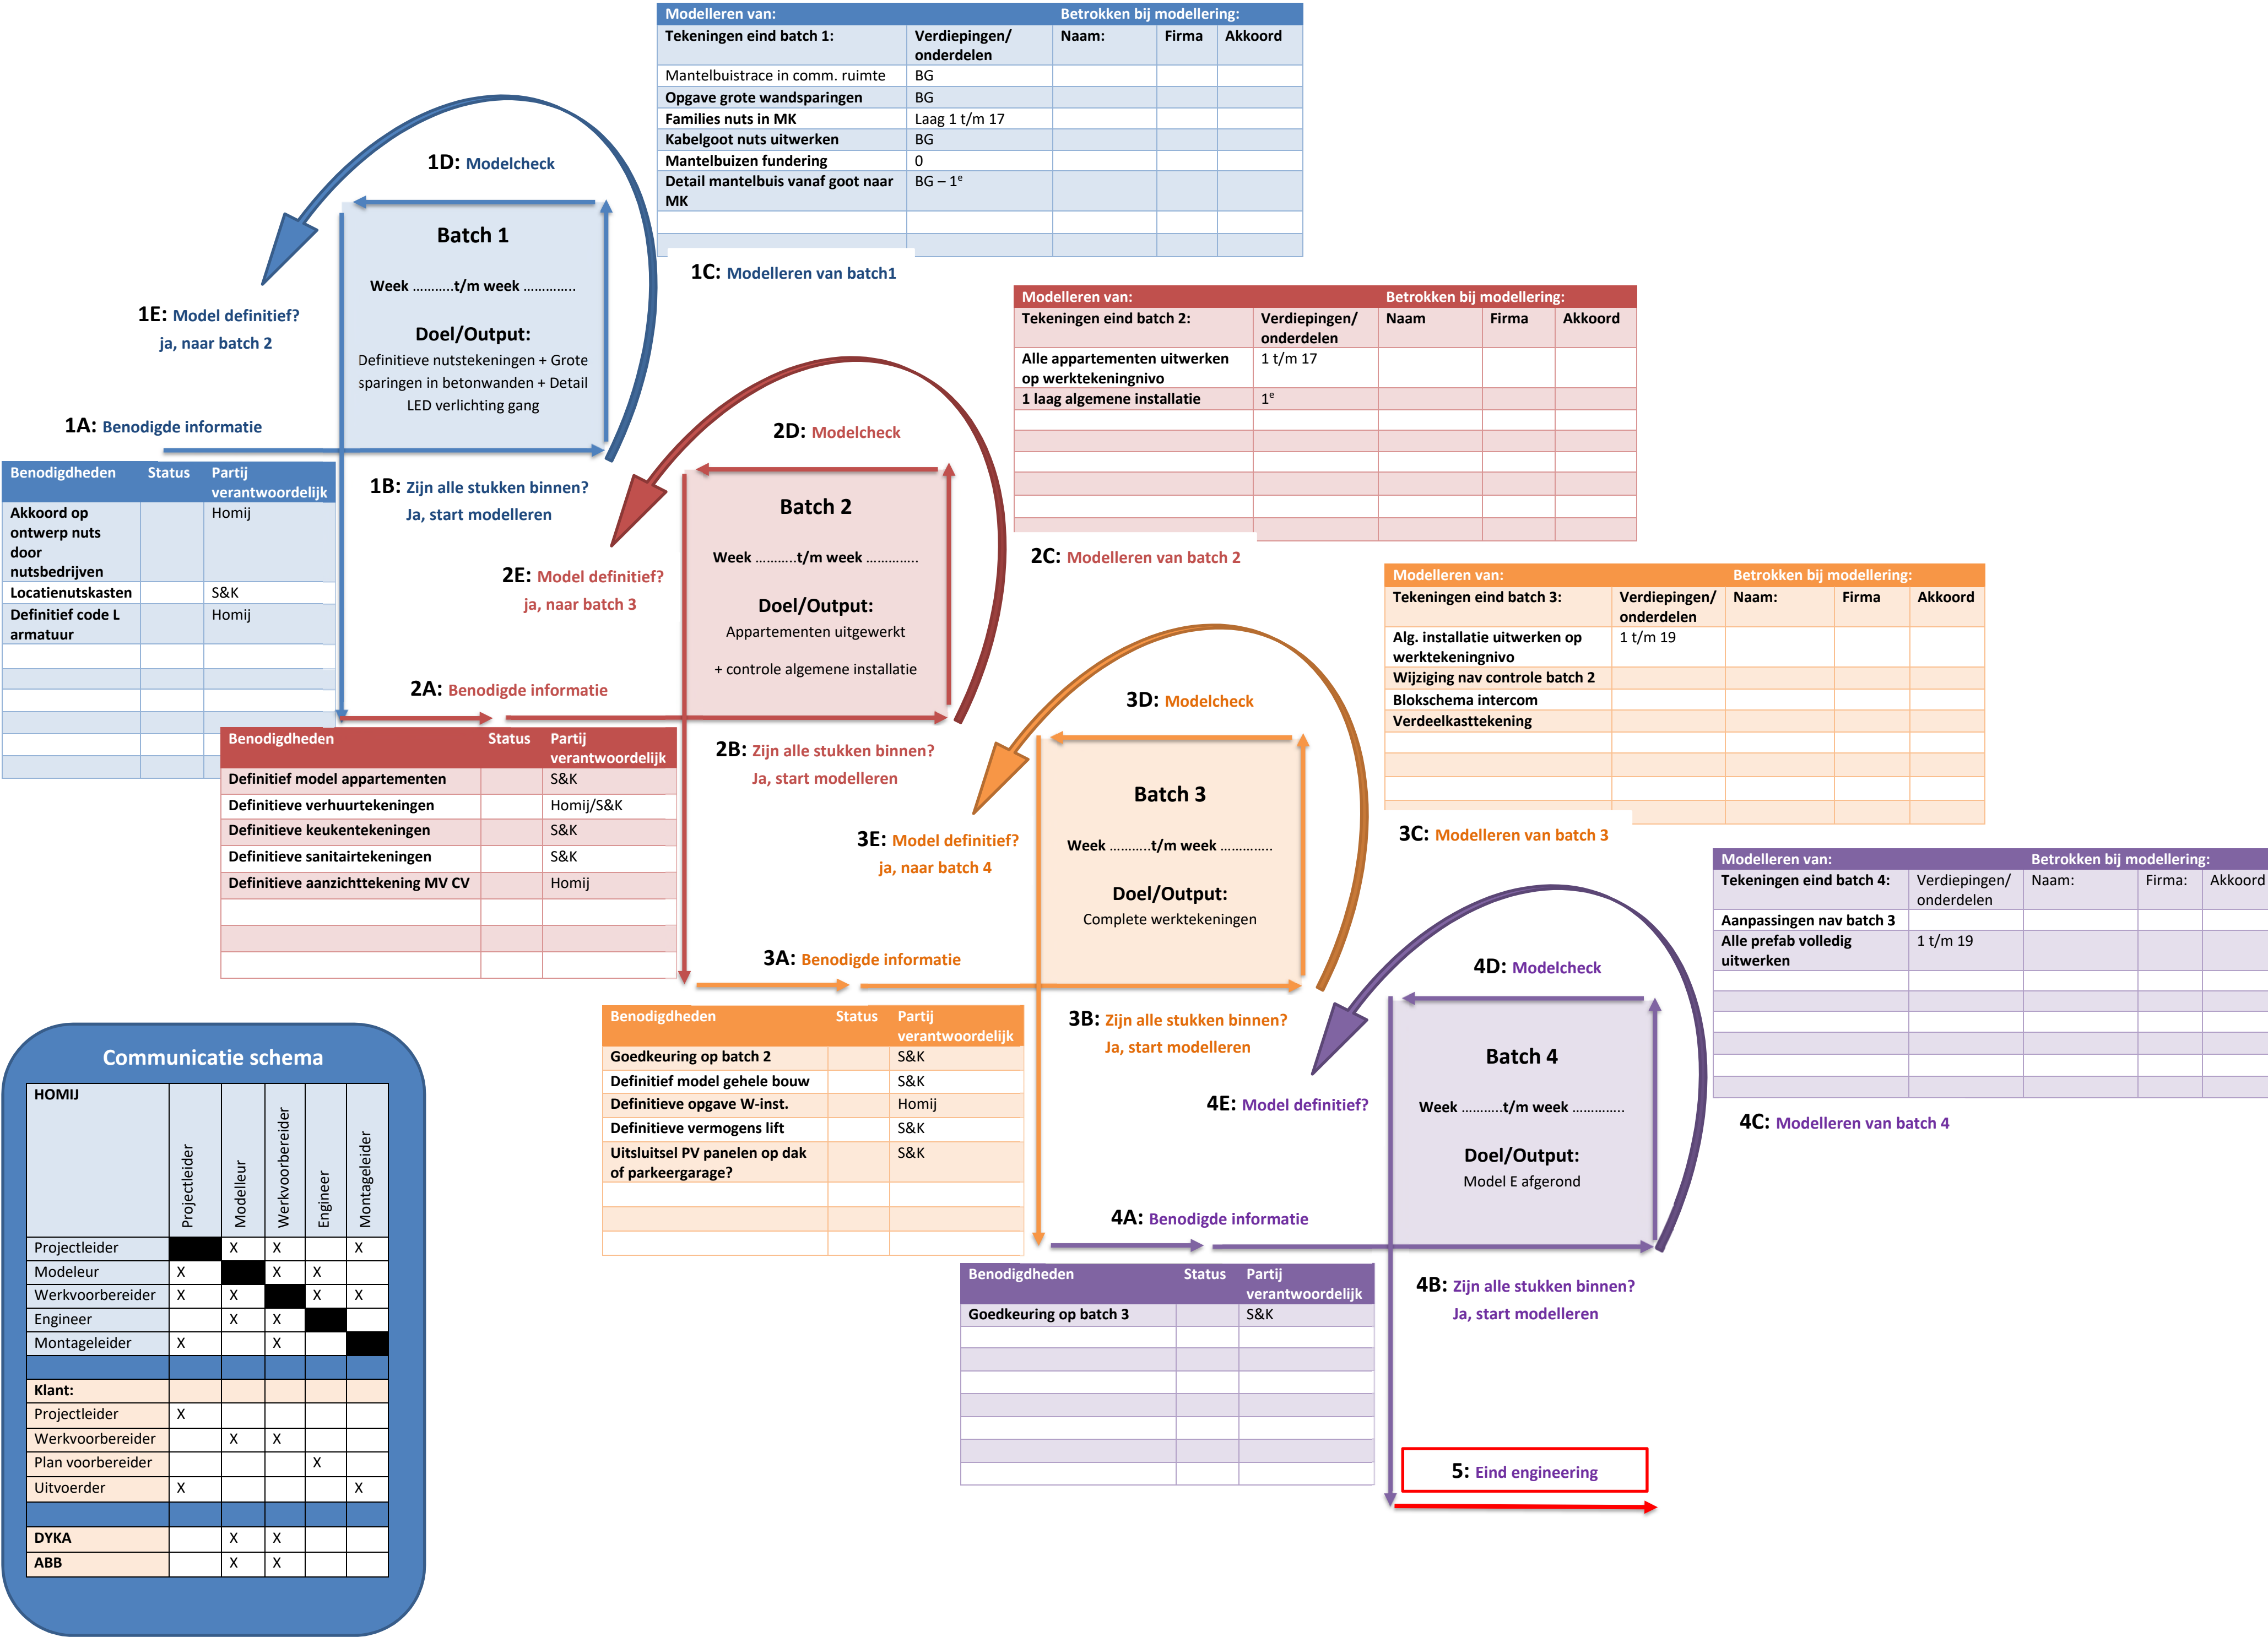 Modelleren van: Betrokken bij modellering:
Tekeningen eind batch 1: Verdiepingen/ Naam: Firma Akkoord
onderdelen
Mantelbuistrace in comm. ruimte BG
Opgave grote wandsparingen BG
Families nuts in MK Laag 1 t/m 17
Kabelgoot nuts uitwerken BG
Mantelbuizen fundering 0
Detail mantelbuis vanaf goot naar BG – 1e
MK
1C: Modelleren van batch1
1D: Modelcheck
Batch 1
Week ………..t/m week …………..
Doel/Output:
Definitieve nutstekeningen + Grote
sparingen in betonwanden + Detail
LED verlichting gang
1E: Model definitief?
ja, naar batch 2
1A: Benodigde informatie
1B: Zijn alle stukken binnen?
Ja, start modelleren
Benodigdheden Status Partij
verantwoordelijk
Akkoord op Homij
ontwerp nuts
door
nutsbedrijven
Locatienutskasten S&K
Definitief code L Homij
armatuur
Modelleren van: Betrokken bij modellering:
Tekeningen eind batch 2: Verdiepingen/ Naam Firma Akkoord
onderdelen
Alle appartementen uitwerken 1 t/m 17
op werktekeningnivo
1 laag algemene installatie 1e
2C: Modelleren van batch 2
2D: Modelcheck
Batch 2
Week ………..t/m week …………..
Doel/Output:
Appartementen uitgewerkt
+ controle algemene installatie
2E: Model definitief?
ja, naar batch 3
2A: Benodigde informatie
2B: Zijn alle stukken binnen?
Ja, start modelleren
Benodigdheden Status Partij
verantwoordelijk
Definitief model appartementen S&K
Definitieve verhuurtekeningen Homij/S&K
Definitieve keukentekeningen S&K
Definitieve sanitairtekeningen S&K
Definitieve aanzichttekening MV CV Homij
Modelleren van: Betrokken bij modellering:
Tekeningen eind batch 3: Verdiepingen/ Naam: Firma Akkoord
onderdelen
Alg. installatie uitwerken op 1 t/m 19
werktekeningnivo
Wijziging nav controle batch 2
Blokschema intercom
Verdeelkasttekening
3C: Modelleren van batch 3
3D: Modelcheck
Batch 3
Week ………..t/m week …………..
Doel/Output:
Complete werktekeningen
3E: Model definitief?
ja, naar batch 4
3A: Benodigde informatie
3B: Zijn alle stukken binnen?
Ja, start modelleren
Benodigdheden Status Partij
verantwoordelijk
Goedkeuring op batch 2 S&K
Definitief model gehele bouw S&K
Definitieve opgave W-inst. Homij
Definitieve vermogens lift S&K
Uitsluitsel PV panelen op dak S&K
of parkeergarage?
Modelleren van: Betrokken bij modellering:
Tekeningen eind batch 4: Verdiepingen/ Naam: Firma: Akkoord
onderdelen
Aanpassingen nav batch 3
Alle prefab volledig 1 t/m 19
uitwerken
4C: Modelleren van batch 4
4D: Modelcheck
Batch 4
Week ………..t/m week …………..
Doel/Output:
Model E afgerond
4E: Model definitief?
4A: Benodigde informatie
4B: Zijn alle stukken binnen?
Ja, start modelleren
Benodigdheden Status Partij
verantwoordelijk
Goedkeuring op batch 3 S&K
5: Eind engineering
Communicatie schema
HOMIJ Projectleider Modelleur Werkvoorbereider Engineer Montageleider
Projectleider X X X
Modeleur X X X
Werkvoorbereider X X X X
Engineer X X
Montageleider X X
Klant:
Projectleider X
Werkvoorbereider X X
Plan voorbereider X
Uitvoerder X X
DYKA X X
ABB X X